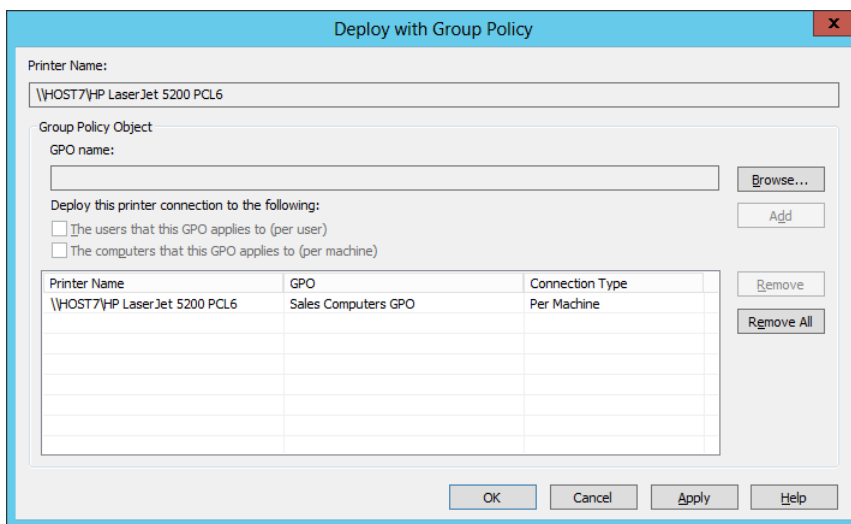 Deploy with Group Policy
x
Printer Name:
\\HOST7\HP LaserJet 5200 PCL6
Group Policy Object
GPO name:
Browse...
Deploy this printer connection to the following:
Add
The users that this GPO applies to (per user)
The computers that this GPO applies to (per machine)
Printer Name GPO Connection Type
Remove
\\HOST7\HP LaserJet 5200 PCL6 Sales Computers GPO Per Machine
Remove All
OK Cancel Apply Help